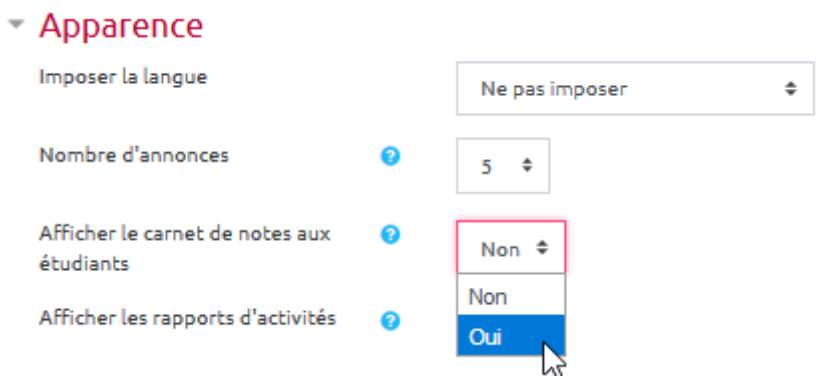 Apparence
Imposer la langue
Ne pas imposer
Nombre d'annonces
5
Afficher le carnet de notes aux
étudiants
Non
Non
Oui
Afficher les rapports d'activités